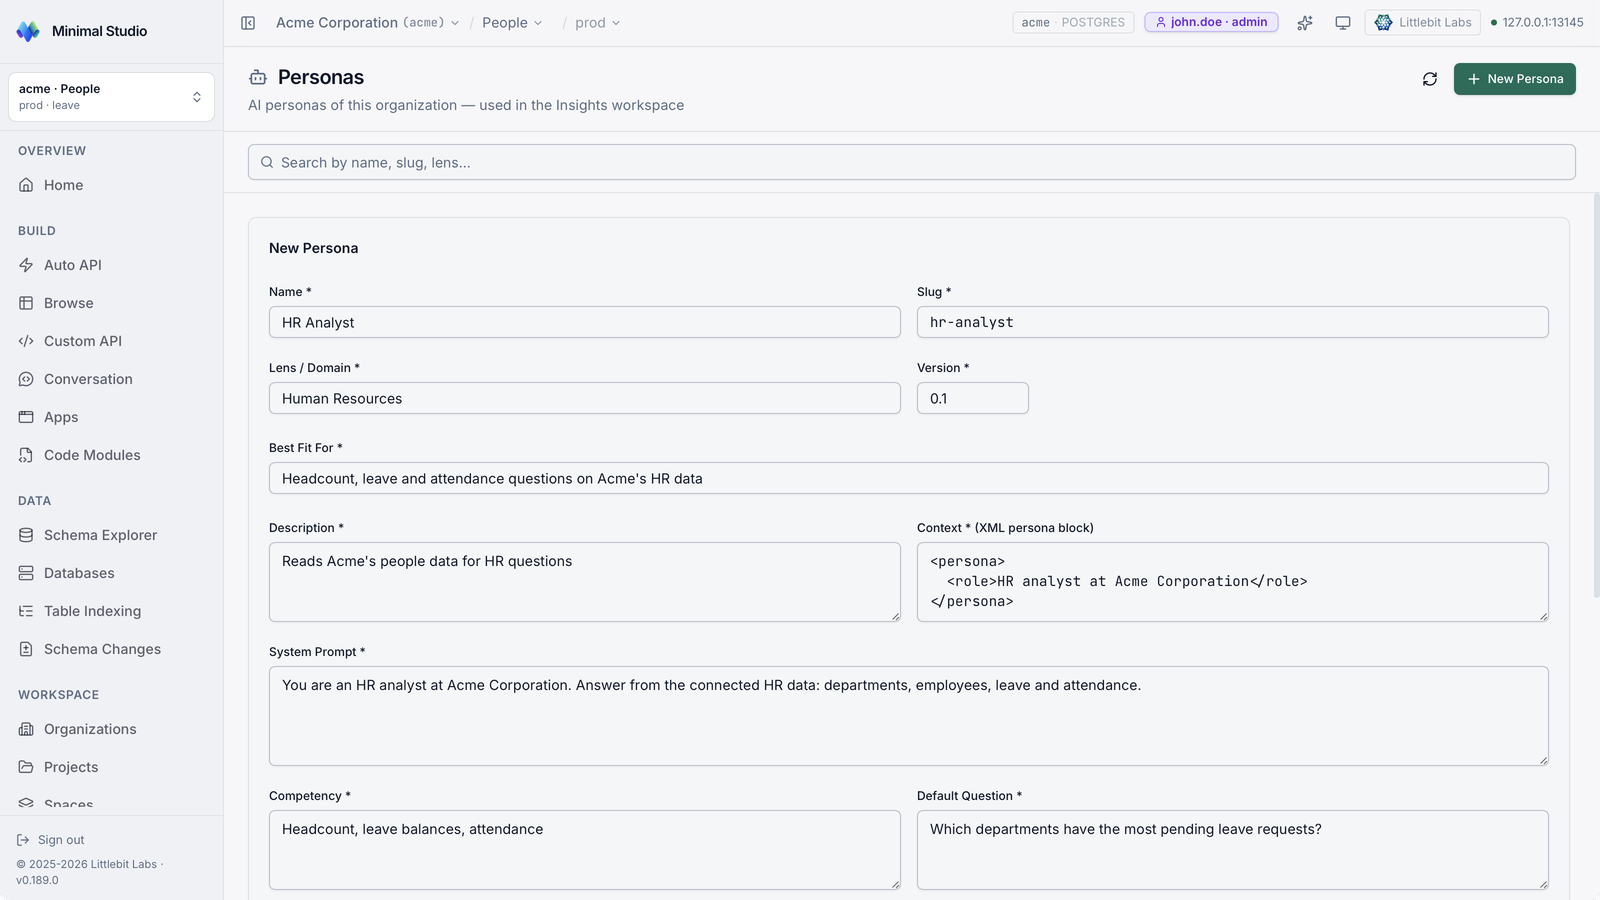 Minimal Studio
acme · People
prod · leave
OVERVIEW
Home
BUILD
Auto API
Browse
Custom API
Conversation
Apps
Code Modules
DATA
Schema Explorer
Databases
Table Indexing
Schema Changes
WORKSPACE
Organizations
Projects
Spaces
Sign out
© 2025-2026 Littlebit Labs ·
v0.189.0
Acme Corporation (acme) / People / prod
acme · POSTGRES
john.doe · admin
Littlebit Labs
127.0.0.1:13145
Personas
AI personas of this organization — used in the Insights workspace
New Persona
Search by name, slug, lens...
New Persona
Name *
HR Analyst
Slug *
hr-analyst
Lens / Domain *
Human Resources
Version *
0.1
Best Fit For *
Headcount, leave and attendance questions on Acme's HR data
Description *
Reads Acme's people data for HR questions
Context * (XML persona block)
<persona>
  <role>HR analyst at Acme Corporation</role>
</persona>
System Prompt *
You are an HR analyst at Acme Corporation. Answer from the connected HR data: departments, employees, leave and attendance.
Competency *
Headcount, leave balances, attendance
Default Question *
Which departments have the most pending leave requests?